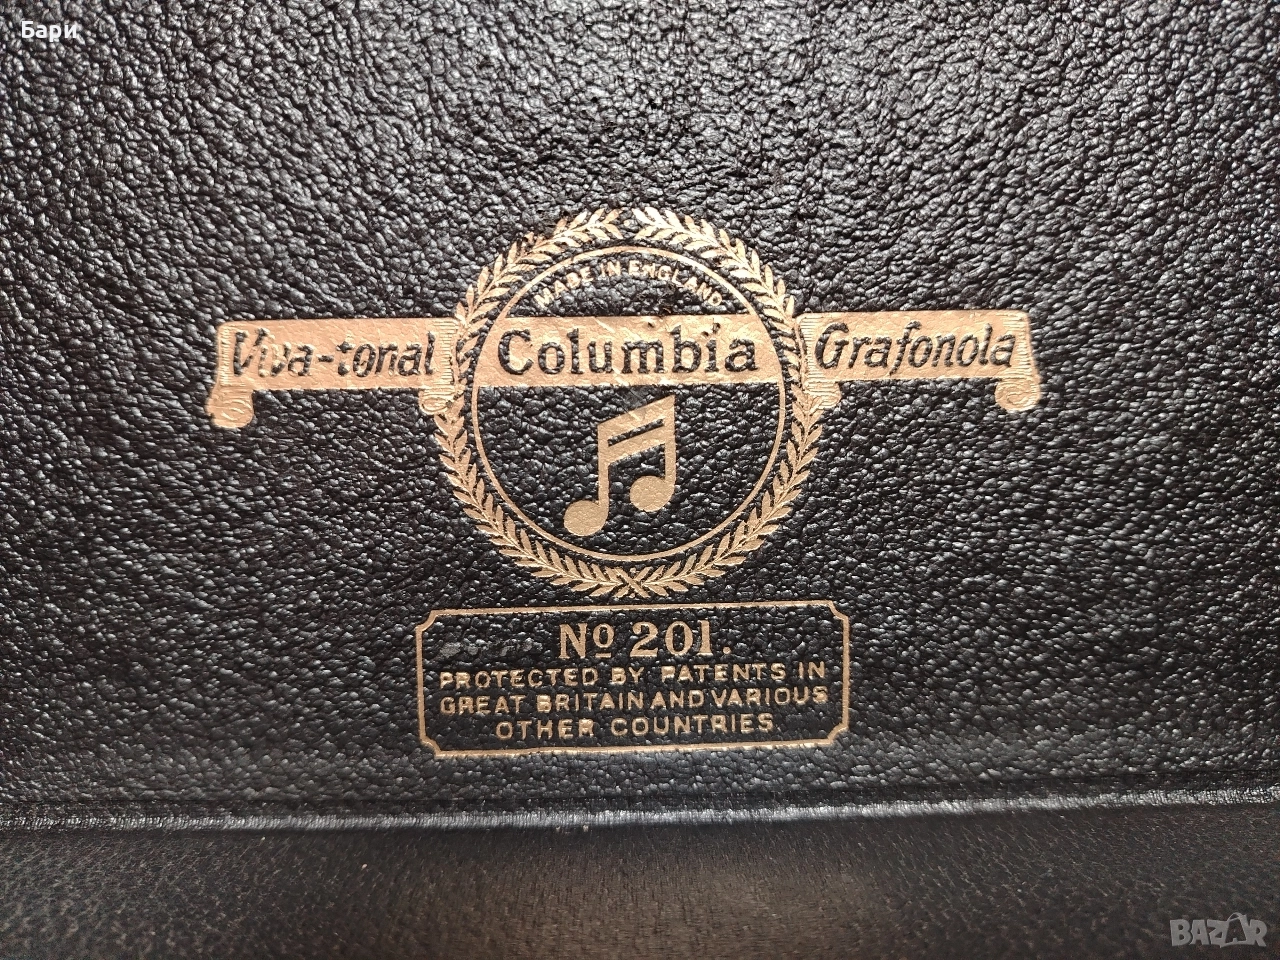 Бари
MADE IN ENGLAND
Viva-tonal Columbia Grafonola
No 201.
PROTECTED BY PATENTS IN
GREAT BRITAIN AND VARIOUS
OTHER COUNTRIES
BAZAR